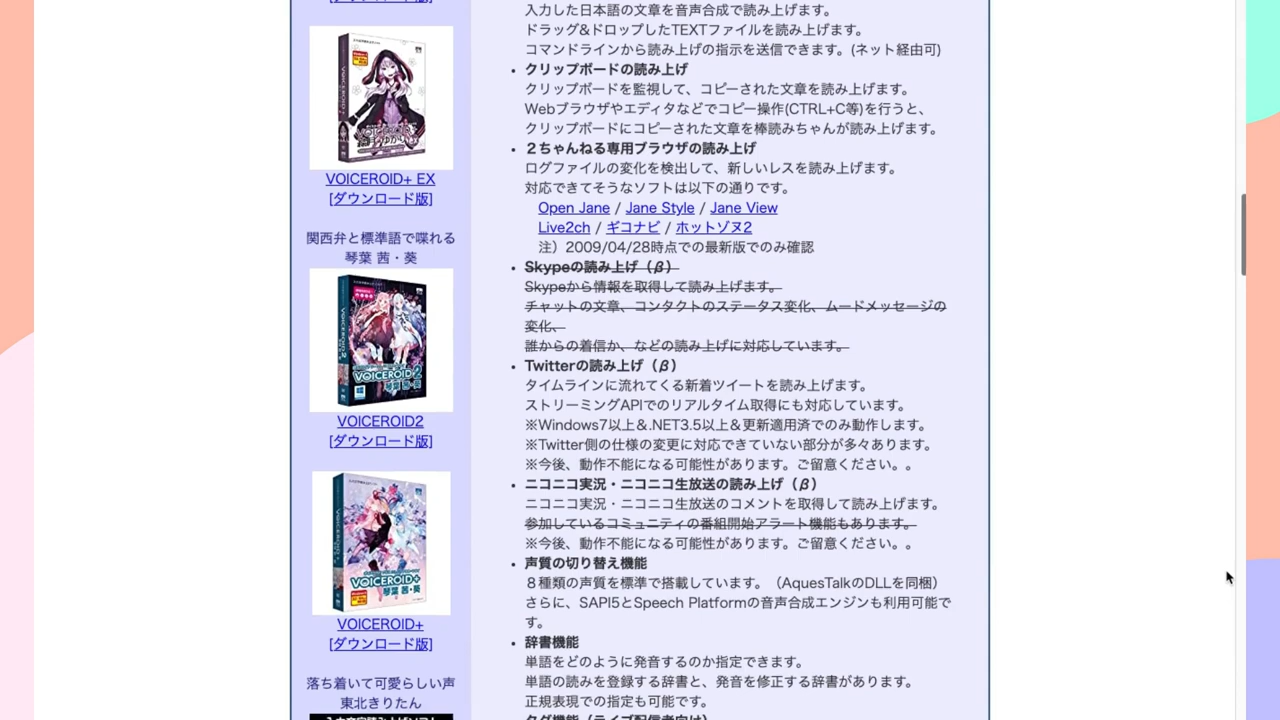 [ダウンロード版]
VOICEROID+ EX
[ダウンロード版]
関西弁と標準語で喋れる
琴葉 茜・葵
VOICEROID2
VOICEROID2
[ダウンロード版]
VOICEROID+
琴葉 茜・葵
VOICEROID+
[ダウンロード版]
落ち着いて可愛らしい声
東北きりたん
入力した日本語の文章を音声合成で読み上げます。
ドラッグ&ドロップしたTEXTファイルを読み上げます。
コマンドラインから読み上げの指示を送信できます。(ネット経由可)
• クリップボードの読み上げ
クリップボードを監視して、コピーされた文章を読み上げます。
Webブラウザやエディタなどでコピー操作(CTRL+C等)を行うと、
クリップボードにコピーされた文章を棒読みちゃんが読み上げます。
• ２ちゃんねる専用ブラウザの読み上げ
ログファイルの変化を検出して、新しいレスを読み上げます。
対応できてそうなソフトは以下の通りです。
Open Jane / Jane Style / Jane View
Live2ch / ギコナビ / ホットゾヌ2
注）2009/04/28時点での最新版でのみ確認
• Skypeの読み上げ（β）
Skypeから情報を取得して読み上げます。
チャットの文章、コンタクトのステータス変化、ムードメッセージの
変化、
誰からの着信か、などの読み上げに対応しています。
• Twitterの読み上げ（β）
タイムラインに流れてくる新着ツイートを読み上げます。
ストリーミングAPIでのリアルタイム取得にも対応しています。
※Windows7以上＆.NET3.5以上＆更新適用済でのみ動作します。
※Twitter側の仕様の変更に対応できていない部分が多々あります。
※今後、動作不能になる可能性があります。ご留意ください。。
• ニコニコ実況・ニコニコ生放送の読み上げ（β）
ニコニコ実況・ニコニコ生放送のコメントを取得して読み上げます。
参加しているコミュニティの番組開始アラート機能もあります。
※今後、動作不能になる可能性があります。ご留意ください。。
• 声質の切り替え機能
８種類の声質を標準で搭載しています。（AquesTalkのDLLを同梱）
さらに、SAPI5とSpeech Platformの音声合成エンジンも利用可能で
す。
• 辞書機能
単語をどのように発音するのか指定できます。
単語の読みを登録する辞書と、発音を修正する辞書があります。
正規表現での指定も可能です。
• タグ機能（ライブ配信者向け）